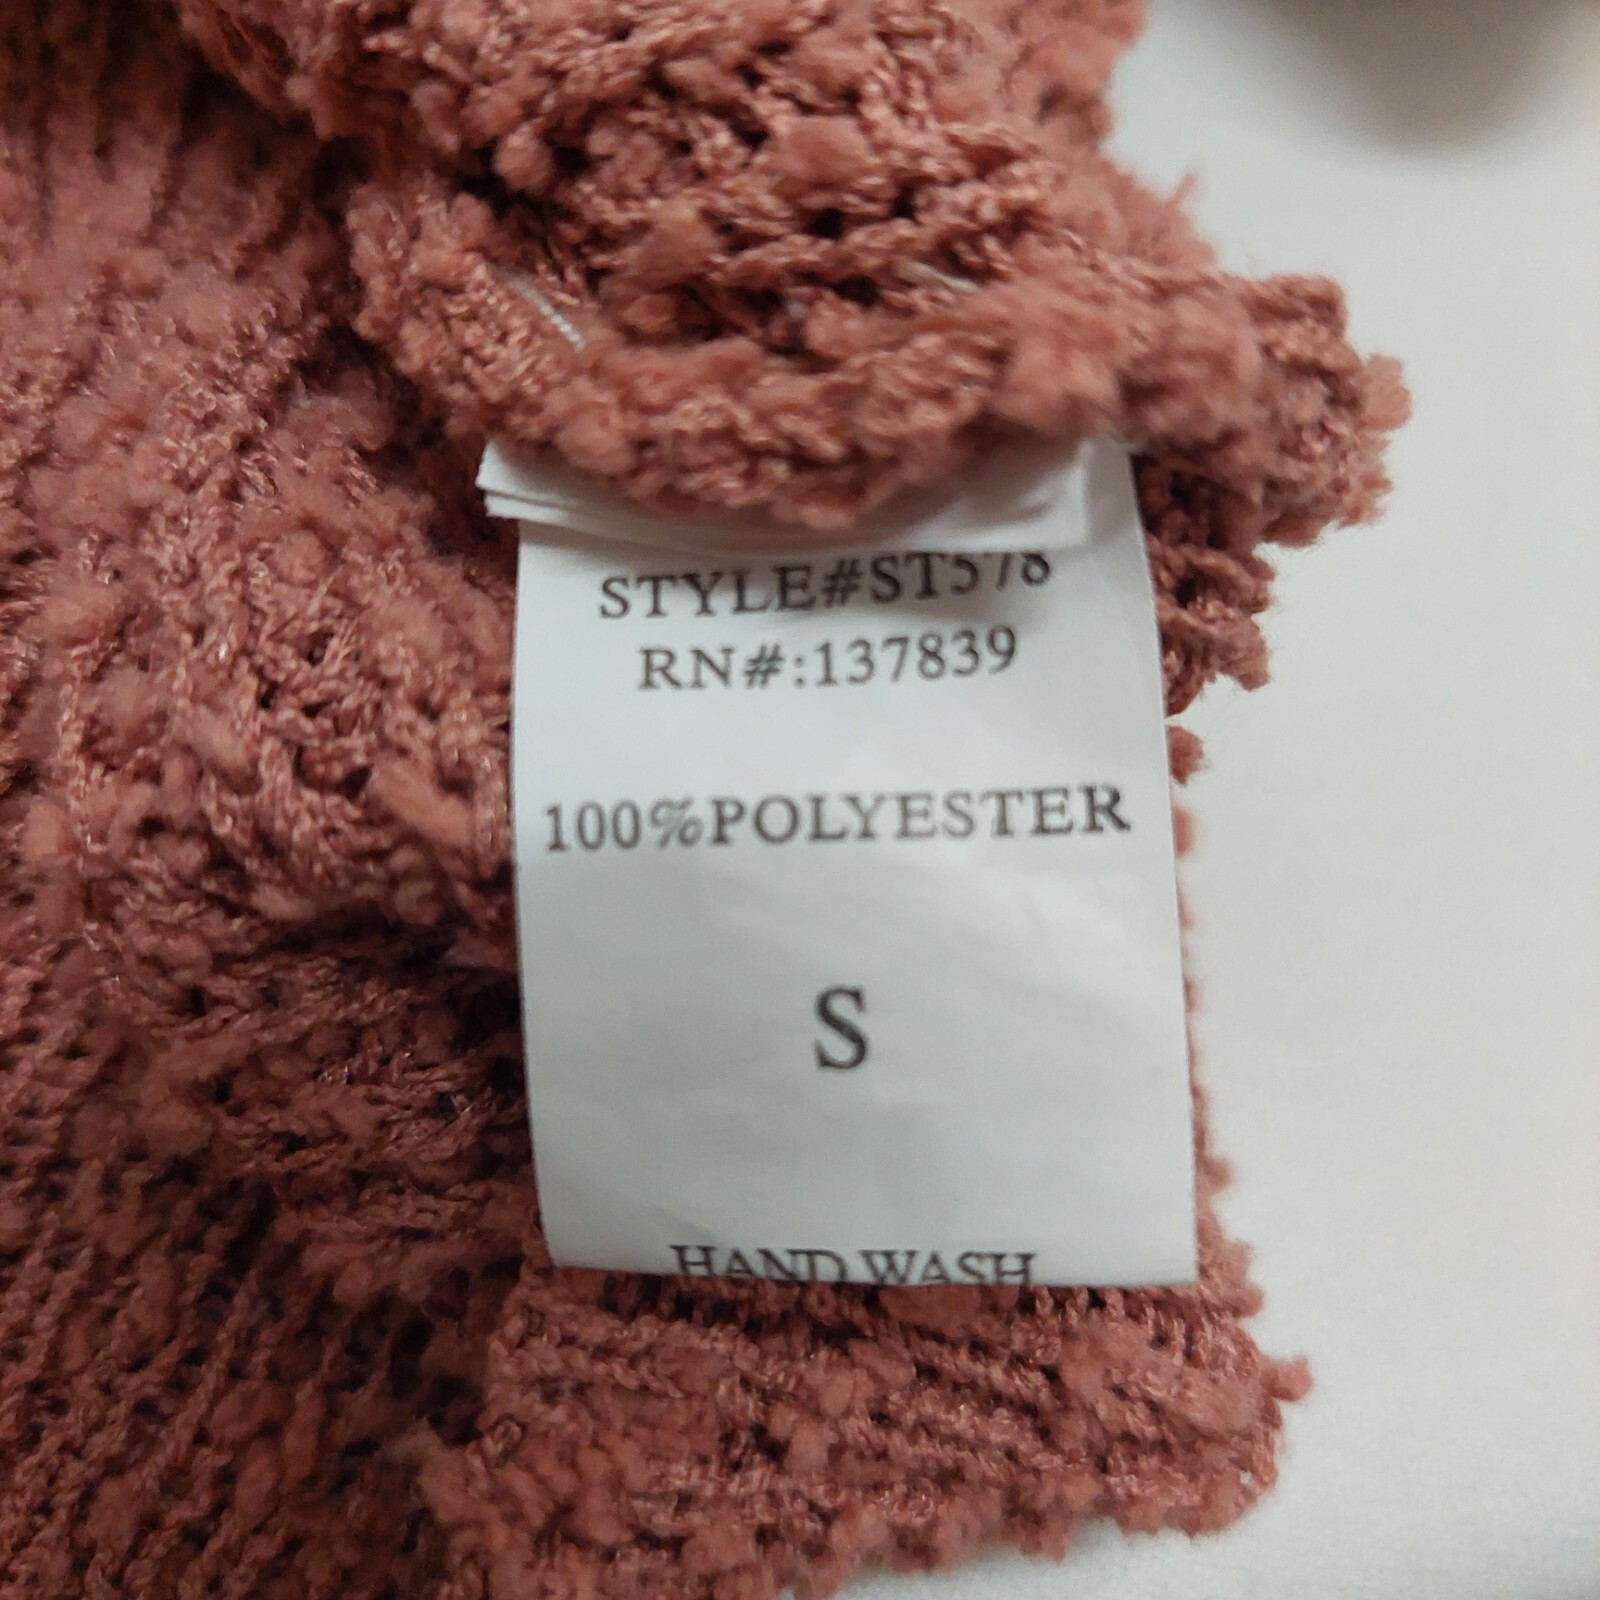 STYLE#ST578
RN#:137839
100%POLYESTER
S
HAND WASH